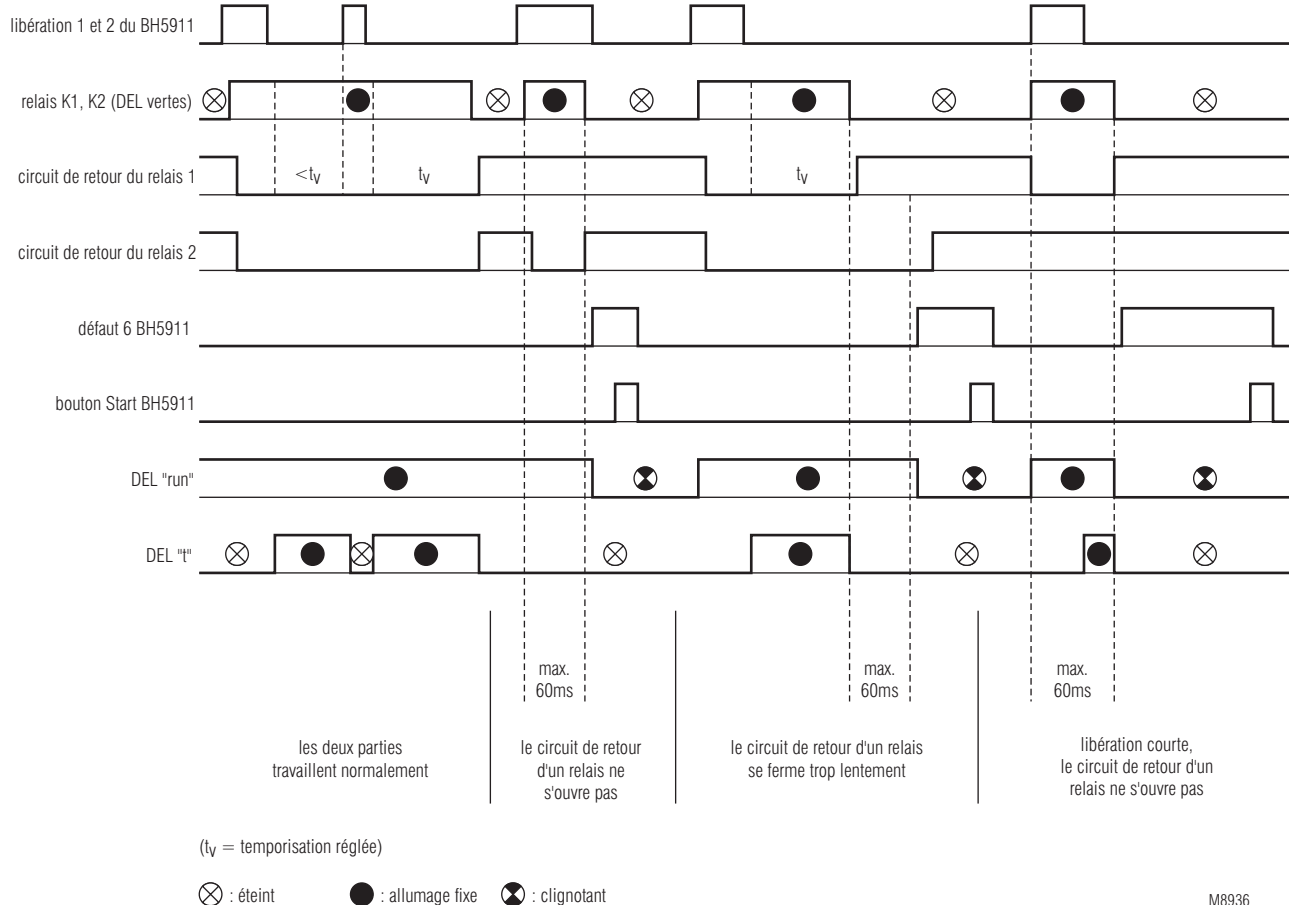 libération 1 et 2 du BH5911
relais K1, K2 (DEL vertes)
circuit de retour du relais 1
<tv
tv
tv
circuit de retour du relais 2
défaut 6 BH5911
bouton Start BH5911
DEL "run"
DEL "t"
max.
60ms
max.
60ms
max.
60ms
les deux parties
travaillent normalement
le circuit de retour
d'un relais ne
s'ouvre pas
le circuit de retour d'un relais
se ferme trop lentement
libération courte,
le circuit de retour d'un
relais ne s'ouvre pas
(tv = temporisation réglée)
: éteint
: allumage fixe
: clignotant
M8936